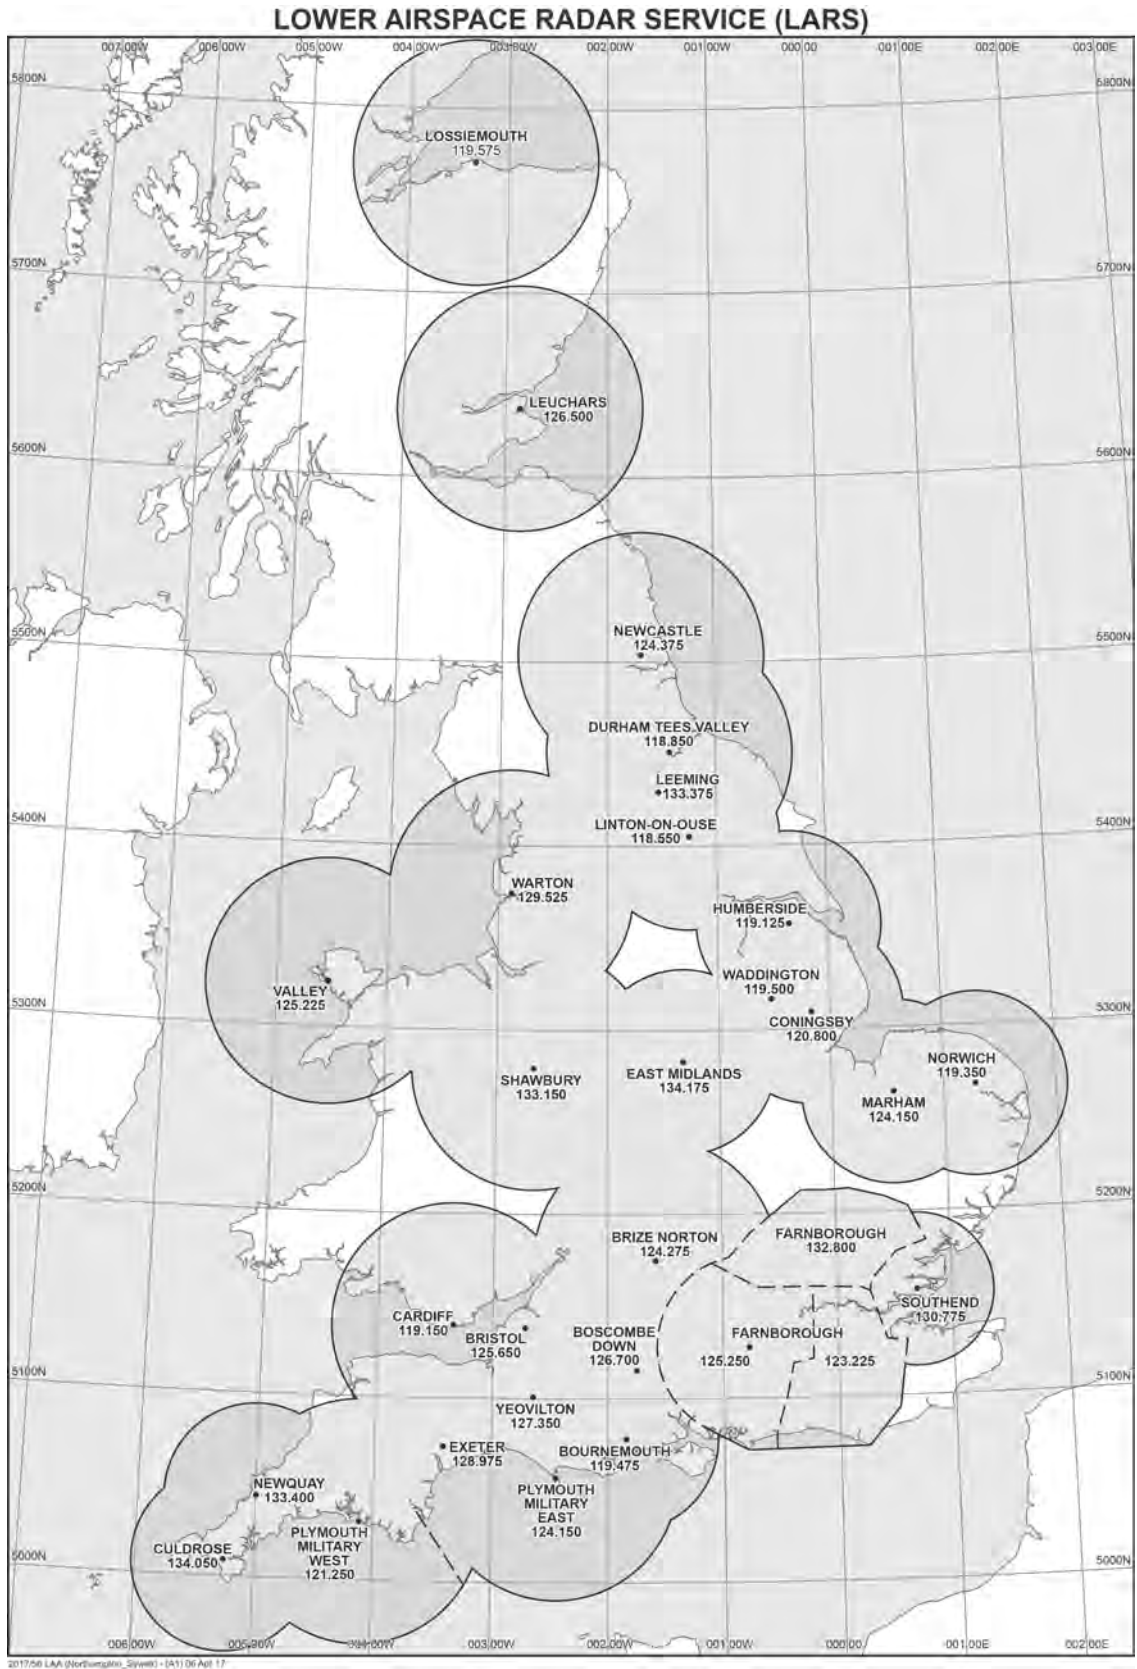 LOWER AIRSPACE RADAR SERVICE (LARS)
007 00W 006 00W 005 00W 004 00W 003 00W 002 00W 001 00W 000 00 001 00E 002 00E 003 00E
5800N 5800N
LOSSIEMOUTH
119.575
5700N 5700N
LEUCHARS
126.500
5600N 5600N
NEWCASTLE
124.375
5500N 5500N
DURHAM TEES VALLEY
118.850
LEEMING
133.375
LINTON-ON-OUSE
118.550
5400N 5400N
WARTON
129.525
HUMBERSIDE
119.125
WADDINGTON
119.500
VALLEY
125.225
5300N 5300N
CONINGSBY
120.800
NORWICH
119.350
EAST MIDLANDS
134.175
SHAWBURY
133.150
MARHAM
124.150
5200N 5200N
BRIZE NORTON
124.275
FARNBOROUGH
132.800
SOUTHEND
130.775
CARDIFF
119.150
BRISTOL
125.650
BOSCOMBE
DOWN
126.700
FARNBOROUGH
125.250 123.225
5100N 5100N
YEOVILTON
127.350
EXETER
128.975
BOURNEMOUTH
119.475
NEWQUAY
133.400
PLYMOUTH
MILITARY
EAST
124.150
PLYMOUTH
MILITARY
WEST
121.250
CULDROSE
134.050
5000N 5000N
006 00W 005 00W 004 00W 003 00W 002 00W 001 00W 000 00 001 00E 002 00E